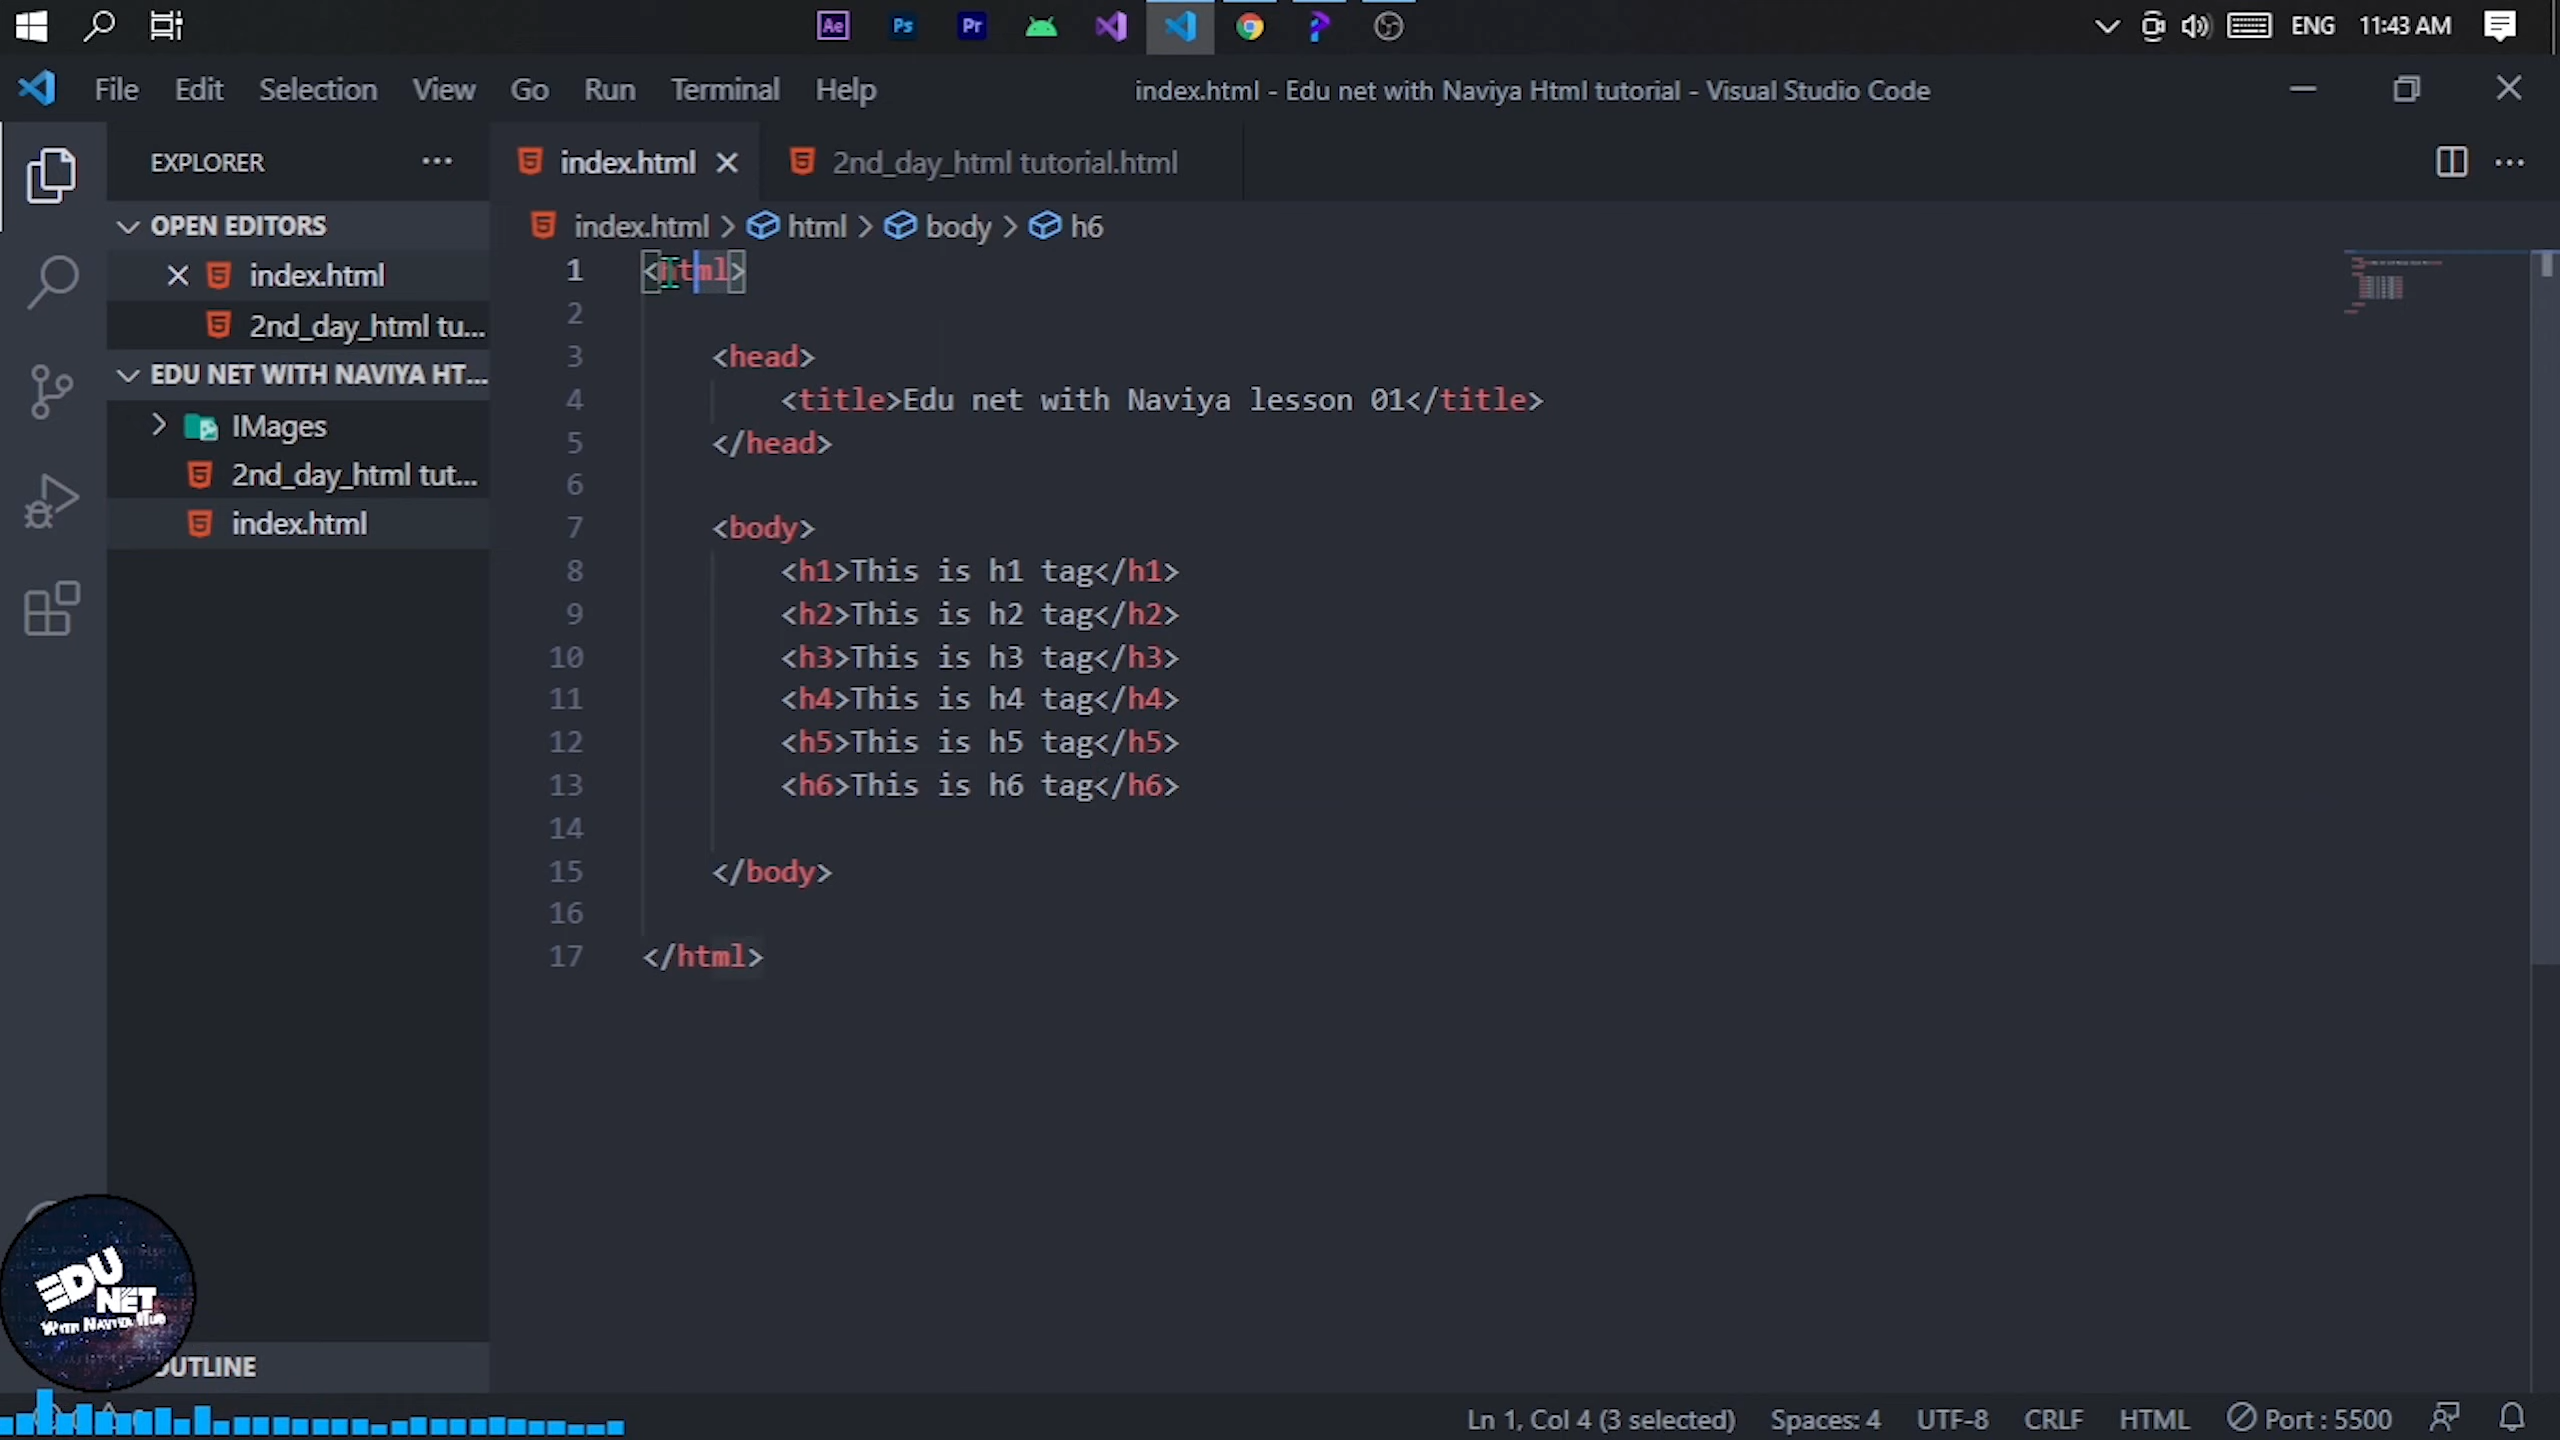 Ae Ps Pr ENG 11:43 AM
File Edit Selection View Go Run Terminal Help index.html - Edu net with Naviya Html tutorial - Visual Studio Code
EXPLORER ··· index.html 2nd_day_html tutorial.html ···
OPEN EDITORS index.html > html > body > h6
index.html
2nd_day_html tu...
EDU NET WITH NAVIYA HT...
IMages
2nd_day_html tut...
index.html
1 <html>
2
3 <head>
4 <title>Edu net with Naviya lesson 01</title>
5 </head>
6
7 <body>
8 <h1>This is h1 tag</h1>
9 <h2>This is h2 tag</h2>
10 <h3>This is h3 tag</h3>
11 <h4>This is h4 tag</h4>
12 <h5>This is h5 tag</h5>
13 <h6>This is h6 tag</h6>
14
15 </body>
16
17 </html>
EDU
NET
With Naviya
OUTLINE
Ln 1, Col 4 (3 selected) Spaces: 4 UTF-8 CRLF HTML Port : 5500